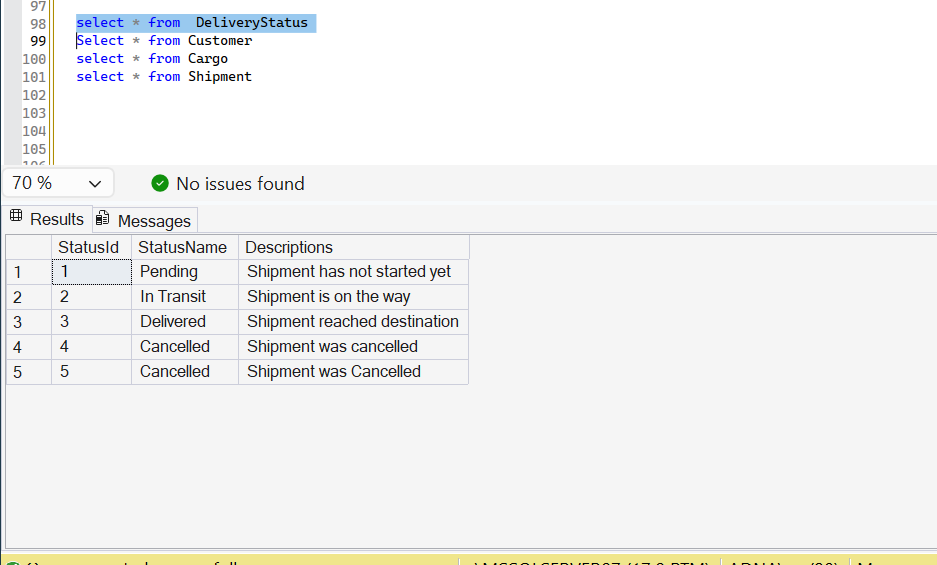 97
98 select * from DeliveryStatus
99 Select * from Customer
100 select * from Cargo
101 select * from Shipment
102
103
104
105
70 % No issues found
Results Messages
StatusId StatusName Descriptions
1 1 Pending Shipment has not started yet
2 2 In Transit Shipment is on the way
3 3 Delivered Shipment reached destination
4 4 Cancelled Shipment was cancelled
5 5 Cancelled Shipment was Cancelled